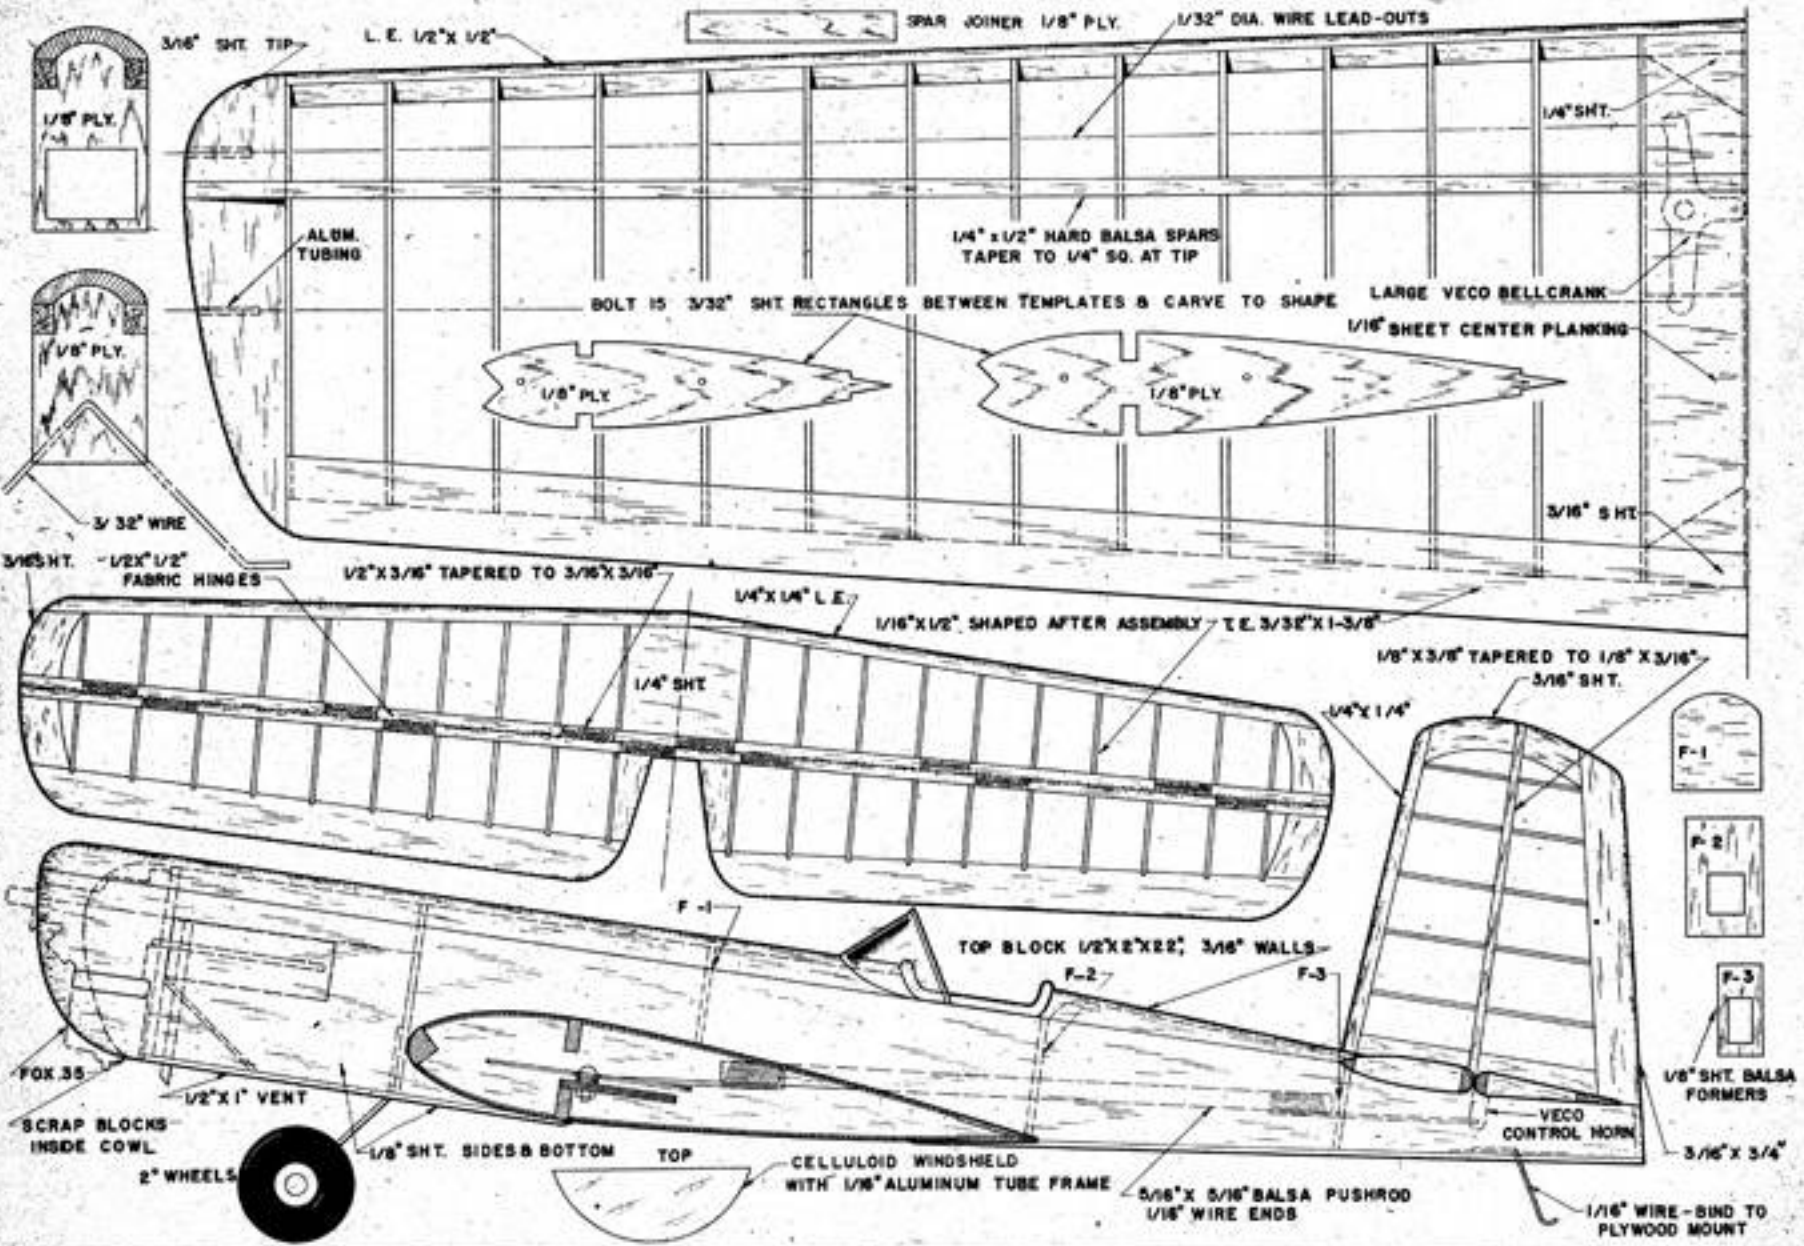 SPAR JOINER 1/8" PLY.
1/32" DIA. WIRE LEAD-OUTS
3/16" SHT. TIP
L. E. 1/2" X 1/2"
1/8" PLY.
1/4" SHT.
ALUM.
TUBING
1/4" x 1/2" HARD BALSA SPARS
TAPER TO 1/4" SQ. AT TIP
BOLT 15 3/32" SHT. RECTANGLES BETWEEN TEMPLATES & CARVE TO SHAPE
LARGE VECO BELLCRANK
1/16" SHEET CENTER PLANKING
1/8" PLY.
1/8" PLY.
1/8" PLY.
3/32" WIRE
3/16" SHT.
3/16" SHT.
1/2X" 1/2"
FABRIC HINGES
1/2" X 3/16" TAPERED TO 3/16" X 3/16"
1/4" X 1/4" L.E.
1/16" X 1/2" SHAPED AFTER ASSEMBLY
T.E. 3/32" X 1-3/8"
1/8" X 3/8" TAPERED TO 1/8" X 3/16"
3/16" SHT.
1/4" SHT.
1/4" X 1/4"
F-1
F-2
F-3
F-1
TOP BLOCK 1/2"X2"X22", 3/16" WALLS
F-2
F-3
FOX 35
1/2" X 1" VENT
SCRAP BLOCKS
INSIDE COWL
2" WHEELS
1/8" SHT. SIDES & BOTTOM
TOP
CELLULOID WINDSHIELD
WITH 1/16" ALUMINUM TUBE FRAME
5/16" X 5/16" BALSA PUSHROD
1/16" WIRE ENDS
VECO
CONTROL HORN
1/8" SHT. BALSA
FORMERS
3/16" X 3/4"
1/16" WIRE-BIND TO
PLYWOOD MOUNT